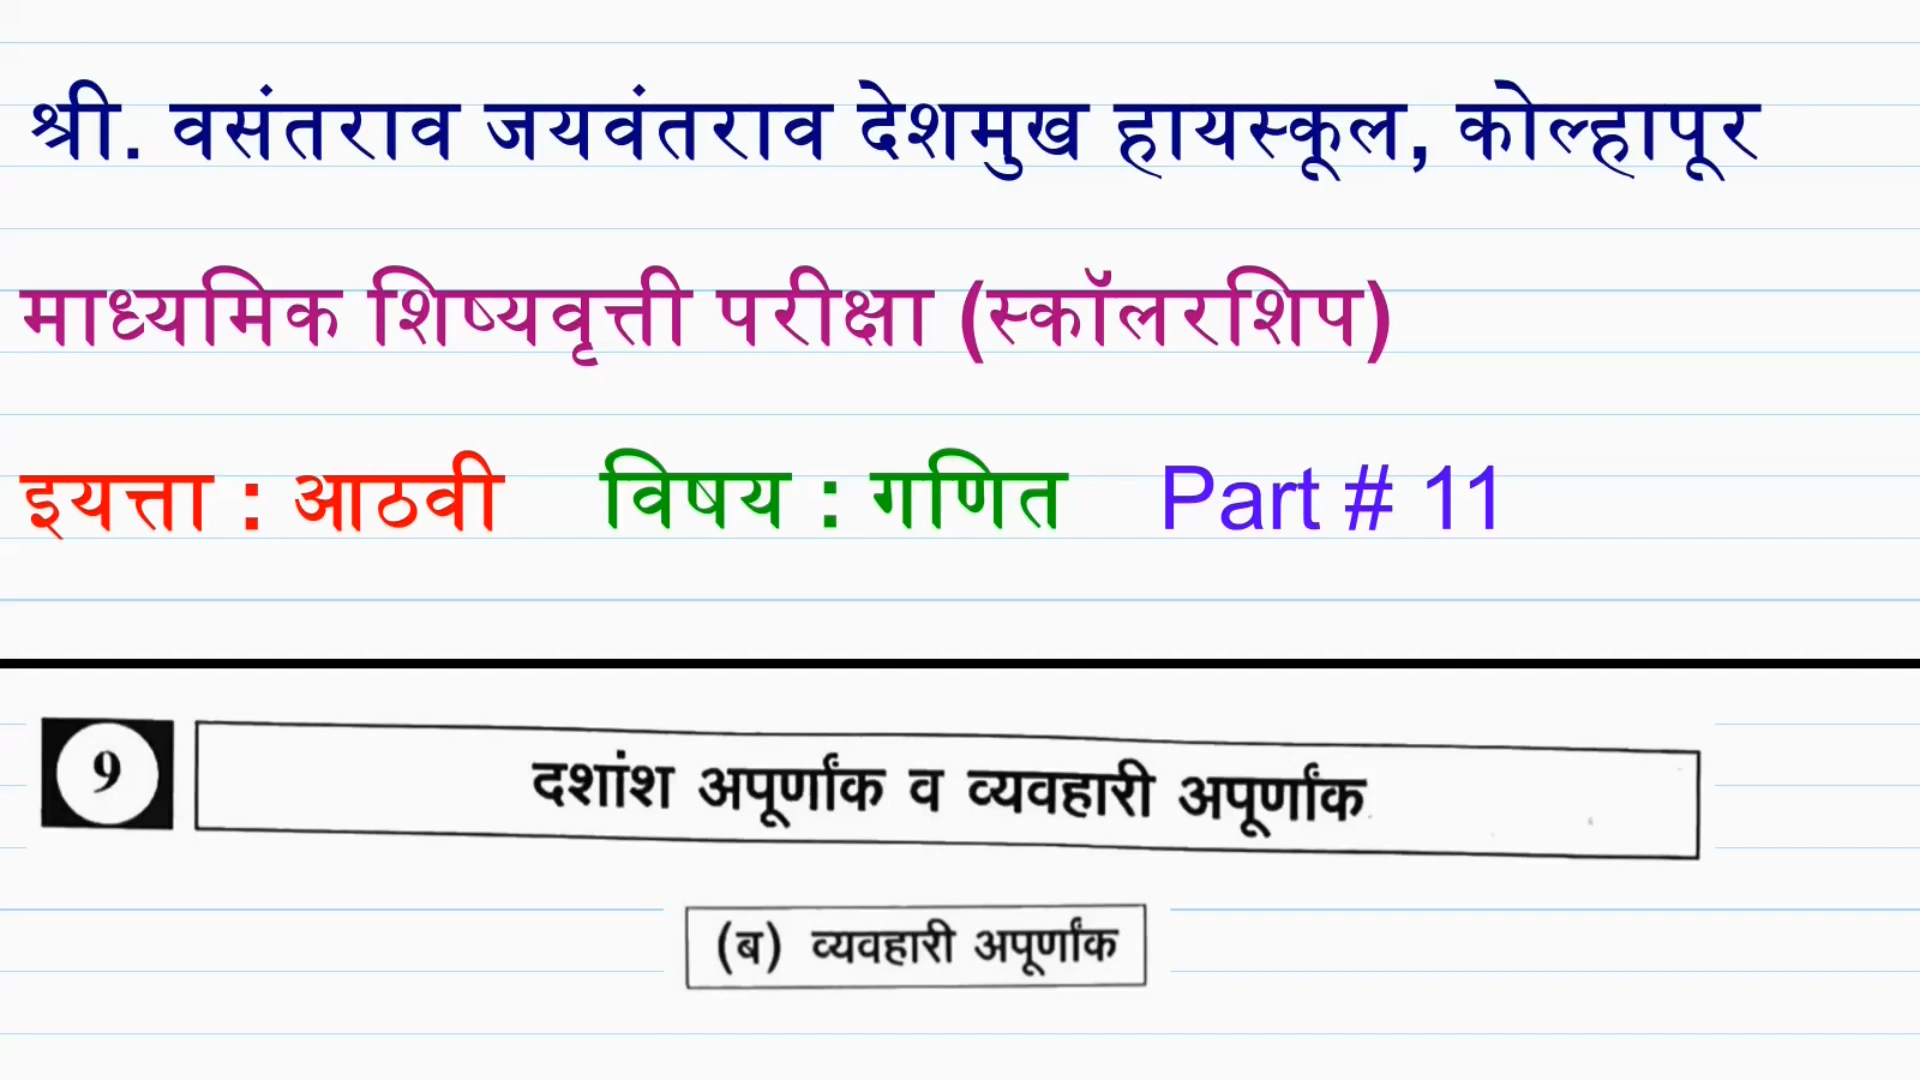 श्री. वसंतराव जयवंतराव देशमुख हायस्कूल, कोल्हापूर
माध्यमिक शिष्यवृत्ती परीक्षा (स्कॉलरशिप)
इयत्ता : आठवी विषय : गणित Part # 11
9 दशांश अपूर्णांक व व्यवहारी अपूर्णांक
(ब) व्यवहारी अपूर्णांक